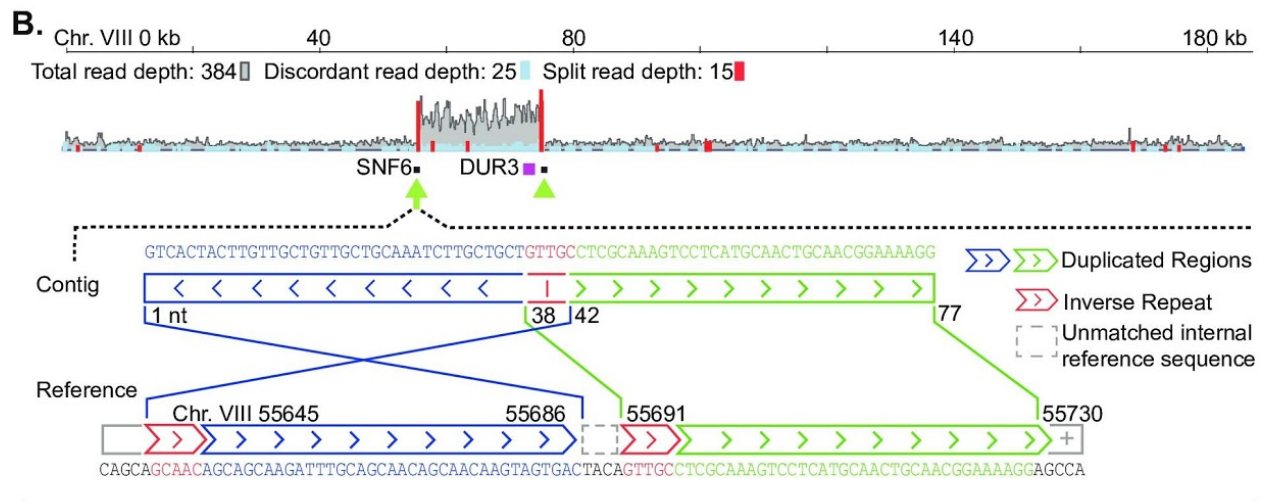 B.
Chr. VIII 0 kb 40 80 140 180 kb
Total read depth: 384 Discordant read depth: 25 Split read depth: 15
SNF6 DUR3
GTCACTACTTGTTGCTGTTGCTGCAAATCTTGCTGCTGTTGCCTCGCAAAGTCCTCATGCAACTGCAACGGAAAAGG
Duplicated Regions
Contig
Inverse Repeat
1 nt 38 42 77
Unmatched internal
reference sequence
Reference
Chr. VIII 55645 55686 55691 55730
+
CAGCAGCAACAGCAGCAAGATTTGCAGCAACAGCAACAAGTAGTGACTACAGTTGCCTCGCAAAGTCCTCATGCAACTGCAACGGAAAAGGAGCCA